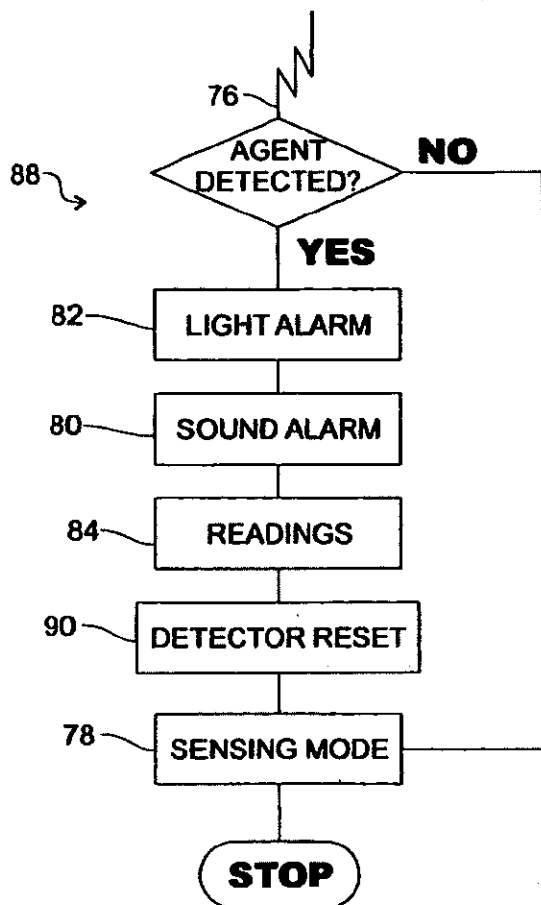 76
AGENT
DETECTED?
NO
88
YES
82
LIGHT ALARM
80
SOUND ALARM
84
READINGS
90
DETECTOR RESET
78
SENSING MODE
STOP